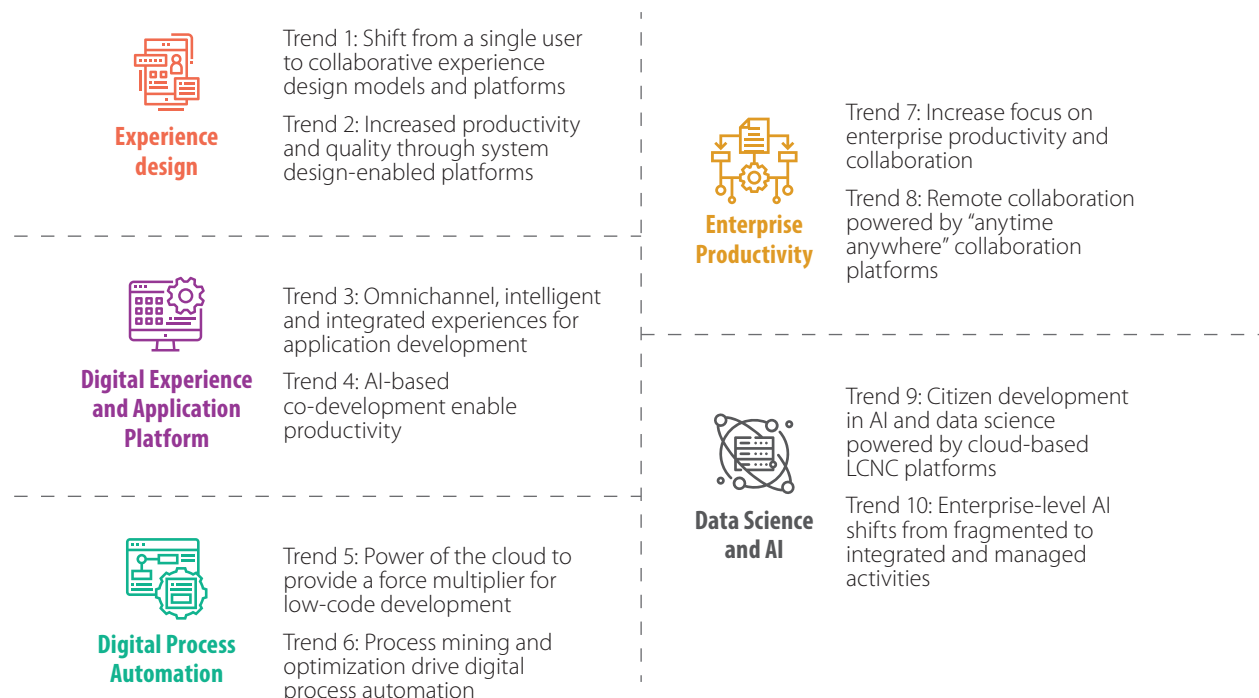 Experience
design
Trend 1: Shift from a single user
to collaborative experience
design models and platforms
Trend 2: Increased productivity
and quality through system
design-enabled platforms
Digital Experience
and Application
Platform
Trend 3: Omnichannel, intelligent
and integrated experiences for
application development
Trend 4: AI-based
co-development enable
productivity
Digital Process
Automation
Trend 5: Power of the cloud to
provide a force multiplier for
low-code development
Trend 6: Process mining and
optimization drive digital
process automation
Enterprise
Productivity
Trend 7: Increase focus on
enterprise productivity and
collaboration
Trend 8: Remote collaboration
powered by “anytime
anywhere” collaboration
platforms
Data Science
and AI
Trend 9: Citizen development
in AI and data science
powered by cloud-based
LCNC platforms
Trend 10: Enterprise-level AI
shifts from fragmented to
integrated and managed
activities